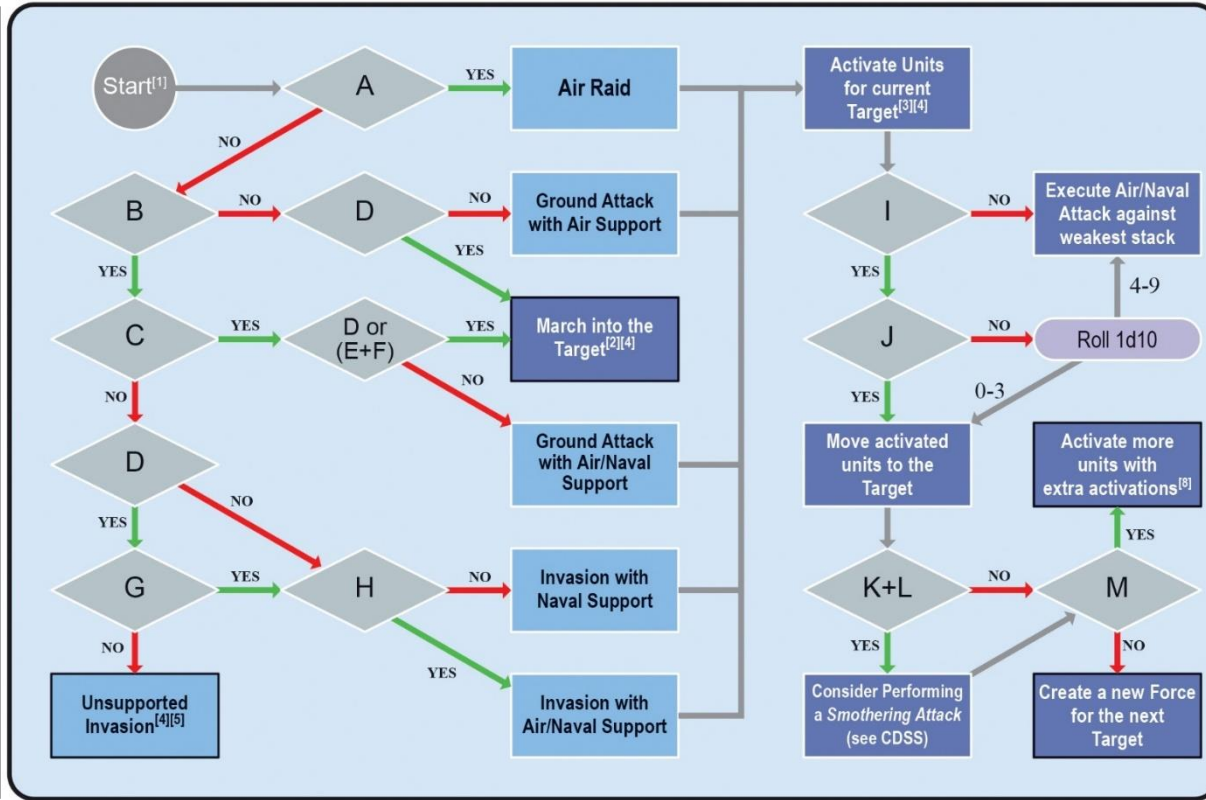 Start[1]
A
YES
Air Raid
Activate Units
for current
Target[3][4]
NO
B
NO
D
NO
Ground Attack
with Air Support
I
NO
Execute Air/Naval
Attack against
weakest stack
YES
YES
YES
4-9
C
YES
D or
(E+F)
YES
March into the
Target[2][4]
J
NO
Roll 1d10
NO
NO
YES
0-3
D
Ground Attack
with Air/Naval
Support
Move activated
units to the
Target
Activate more
units with
extra activations[8]
NO
YES
YES
G
YES
H
NO
Invasion with
Naval Support
K+L
NO
M
NO
YES
YES
NO
Unsupported
Invasion[4][5]
Invasion with
Air/Naval Support
Consider Performing
a Smothering Attack
(see CDSS)
Create a new Force
for the next
Target